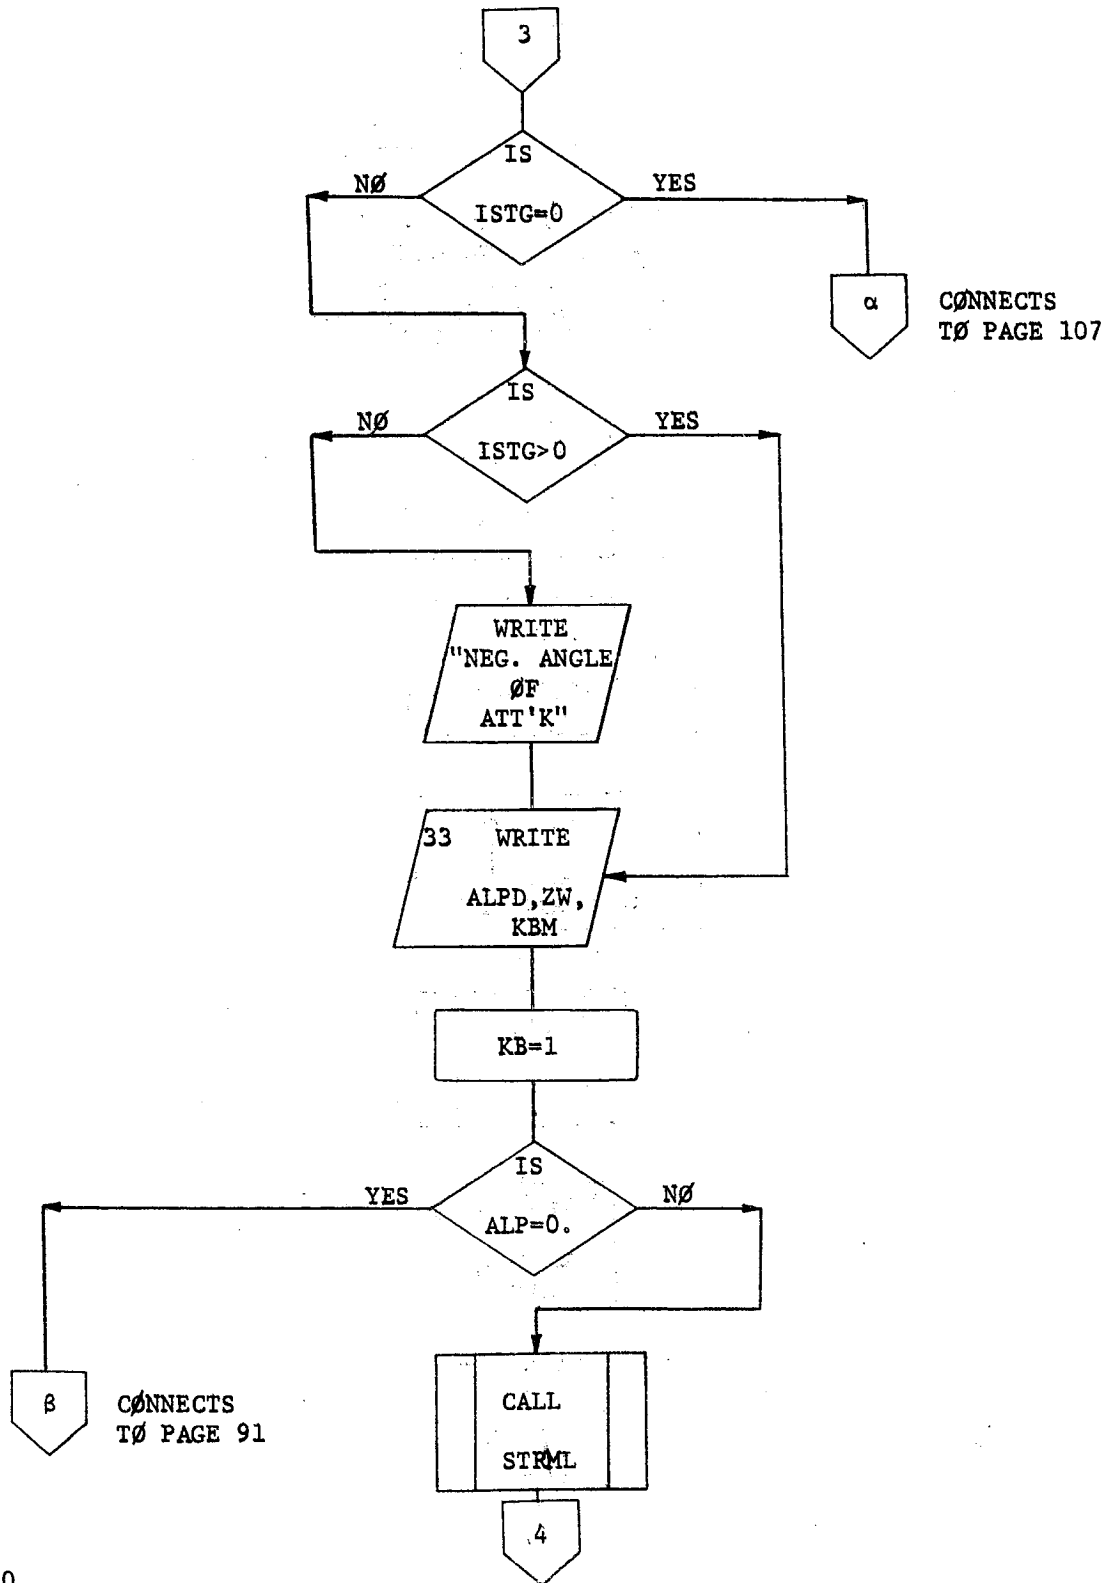 3
IS
NØ
YES
ISTG=0
α
CØNNECTS
TØ PAGE 107
IS
NØ
YES
ISTG>0
WRITE
"NEG. ANGLE
ØF
ATT'K"
33 WRITE
ALPD,ZW,
KBM
KB=1
IS
YES
NØ
ALP=0.
β
CØNNECTS
TØ PAGE 91
CALL
STRML
4